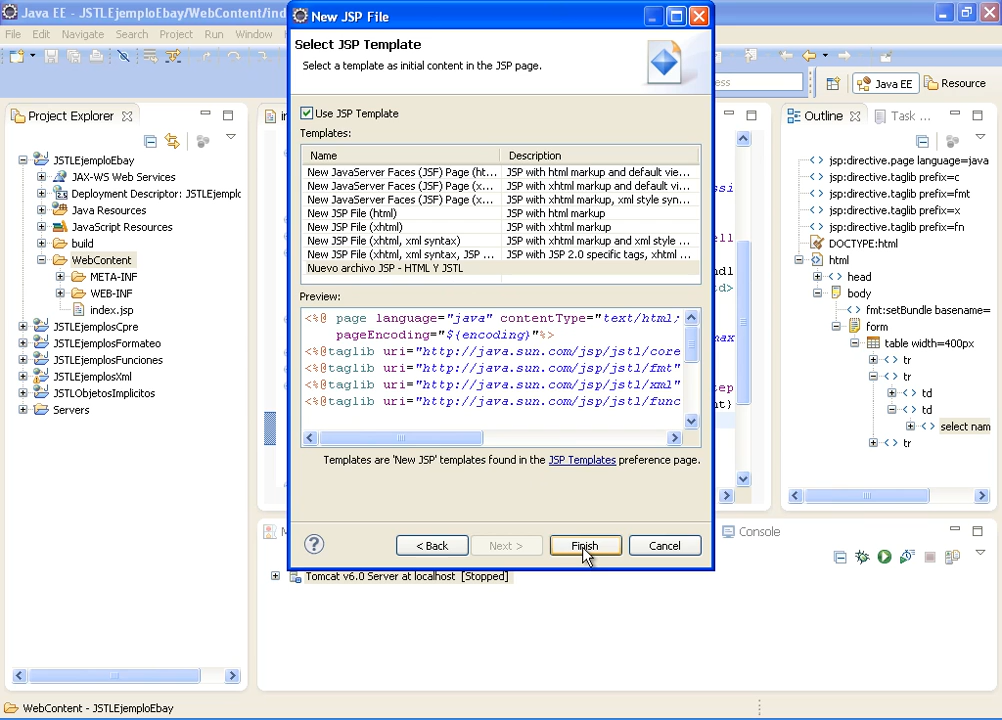 Java EE - JSTLEjemploEbay/WebContent/ind
New JSP File
File Edit Navigate Search Project Run Window
Select JSP Template
Select a template as initial content in the JSP page.
Java EE
Resource
Project Explorer
Use JSP Template
Templates:
Outline
Task ...
Name Description
New JavaServer Faces (JSF) Page (ht... JSP with html markup and default vie...
New JavaServer Faces (JSF) Page (x... JSP with xhtml markup and default vi...
New JavaServer Faces (JSF) Page (x... JSP with xhtml markup, xml style syn...
New JSP File (html) JSP with html markup
New JSP File (xhtml) JSP with xhtml markup
New JSP File (xhtml, xml syntax) JSP with xhtml markup and xml style ...
New JSP File (xhtml, xml syntax, JSP ... JSP with JSP 2.0 specific tags, xhtml ...
Nuevo archivo JSP - HTML Y JSTL
JSTLEjemploEbay
JAX-WS Web Services
Deployment Descriptor: JSTLEjemplo
Java Resources
JavaScript Resources
build
WebContent
META-INF
WEB-INF
index.jsp
JSTLEjemplosCpre
JSTLEjemplosFormateo
JSTLEjemplosFunciones
JSTLEjemplosXml
JSTLObjetosImplicitos
Servers
Preview:
<%@ page language="java" contentType="text/html;
pageEncoding="${encoding}"%>
<%@taglib uri="http://java.sun.com/jsp/jstl/core
<%@taglib uri="http://java.sun.com/jsp/jstl/fmt"
<%@taglib uri="http://java.sun.com/jsp/jstl/xml"
<%@taglib uri="http://java.sun.com/jsp/jstl/func
Templates are 'New JSP' templates found in the JSP Templates preference page.
< Back Next > Finish Cancel
jsp:directive.page language=java
jsp:directive.taglib prefix=c
jsp:directive.taglib prefix=fmt
jsp:directive.taglib prefix=x
jsp:directive.taglib prefix=fn
DOCTYPE:html
html
head
body
fmt:setBundle basename=
form
table width=400px
tr
tr
td
td
select nam
tr
Console
Tomcat v6.0 Server at localhost [Stopped]
WebContent - JSTLEjemploEbay